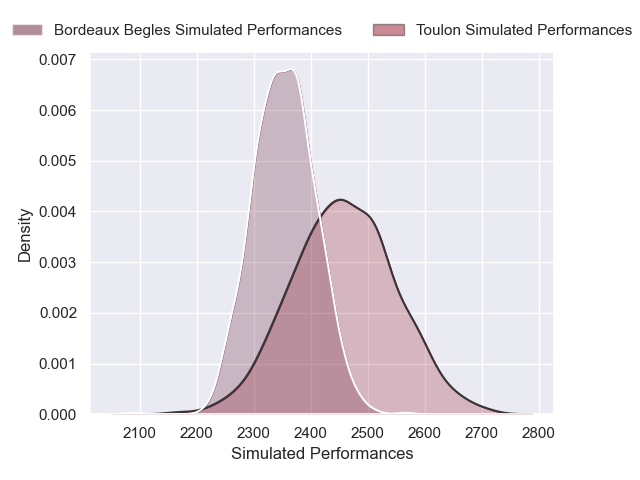 Bordeaux Begles Simulated Performances
Toulon Simulated Performances
0.007
0.006
0.005
0.004
0.003
0.002
0.001
0.000
Density
2100 2200 2300 2400 2500 2600 2700 2800
Simulated Performances